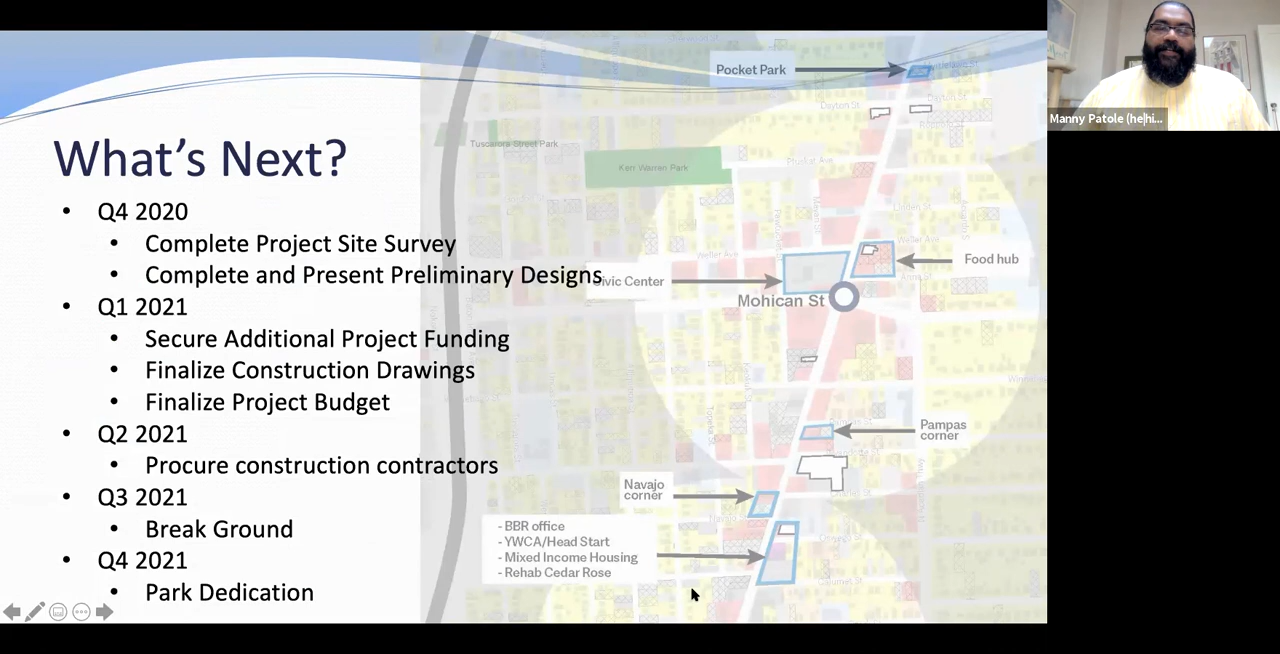 What's Next?
• Q4 2020
• Complete Project Site Survey
• Complete and Present Preliminary Designs
• Q1 2021
• Secure Additional Project Funding
• Finalize Construction Drawings
• Finalize Project Budget
• Q2 2021
• Procure construction contractors
• Q3 2021
• Break Ground
• Q4 2021
• Park Dedication
Pocket Park
Dayton St.
Dayton St.
Tuscarora Street Park
Kerr Warren Park
Food hub
Civic Center
Mohican St
Pampas
corner
Navajo
corner
- BBR office
- YWCA/Head Start
- Mixed Income Housing
- Rehab Cedar Rose
Manny Patole (he|hi...